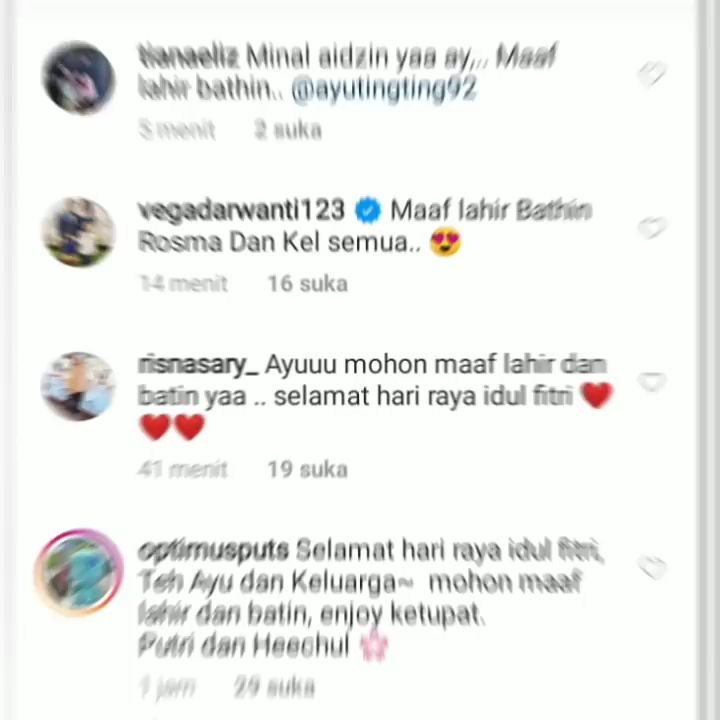 tianaeliz Minal aidzin yaa ay,.. Maaf
lahir bathin.. @ayutingting92
5 menit 2 suka
vegadarwanti123 Maaf lahir Bathin
Rosma Dan Kel semua.. 😍
14 menit 16 suka
risnasary_ Ayuuu mohon maaf lahir dan
batin yaa .. selamat hari raya idul fitri ❤️
❤️❤️
41 menit 19 suka
optimusputs Selamat hari raya idul fitri,
Teh Ayu dan Keluarga~ mohon maaf
lahir dan batin, enjoy ketupat.
Putri dan Heechul 🌸
1 jam 29 suka